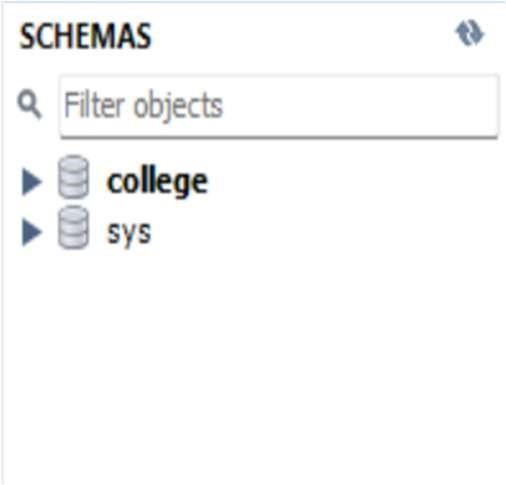 SCHEMAS
Filter objects
college
sys